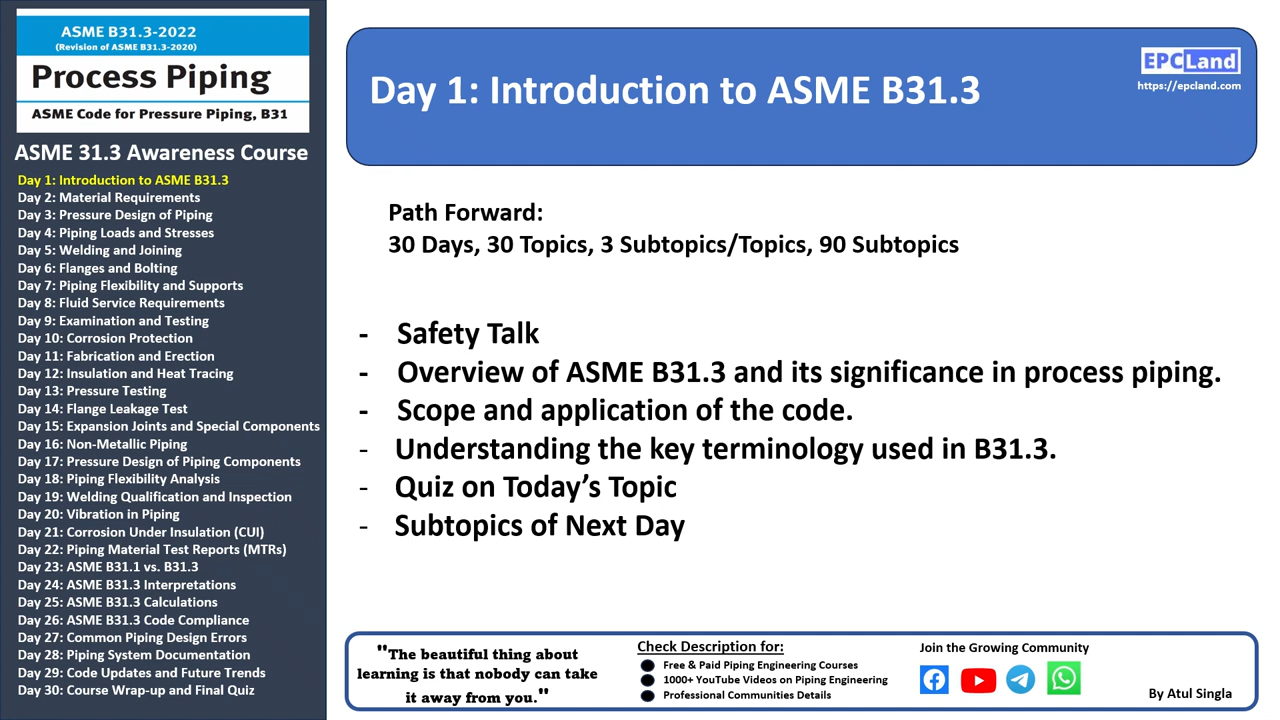 ASME B31.3-2022
(Revision of ASME B31.3-2020)
Process Piping
ASME Code for Pressure Piping, B31
ASME 31.3 Awareness Course
Day 1: Introduction to ASME B31.3
Day 2: Material Requirements
Day 3: Pressure Design of Piping
Day 4: Piping Loads and Stresses
Day 5: Welding and Joining
Day 6: Flanges and Bolting
Day 7: Piping Flexibility and Supports
Day 8: Fluid Service Requirements
Day 9: Examination and Testing
Day 10: Corrosion Protection
Day 11: Fabrication and Erection
Day 12: Insulation and Heat Tracing
Day 13: Pressure Testing
Day 14: Flange Leakage Test
Day 15: Expansion Joints and Special Components
Day 16: Non-Metallic Piping
Day 17: Pressure Design of Piping Components
Day 18: Piping Flexibility Analysis
Day 19: Welding Qualification and Inspection
Day 20: Vibration in Piping
Day 21: Corrosion Under Insulation (CUI)
Day 22: Piping Material Test Reports (MTRs)
Day 23: ASME B31.1 vs. B31.3
Day 24: ASME B31.3 Interpretations
Day 25: ASME B31.3 Calculations
Day 26: ASME B31.3 Code Compliance
Day 27: Common Piping Design Errors
Day 28: Piping System Documentation
Day 29: Code Updates and Future Trends
Day 30: Course Wrap-up and Final Quiz
Day 1: Introduction to ASME B31.3
EPCLand
https://epcland.com
Path Forward:
30 Days, 30 Topics, 3 Subtopics/Topics, 90 Subtopics
- Safety Talk
- Overview of ASME B31.3 and its significance in process piping.
- Scope and application of the code.
- Understanding the key terminology used in B31.3.
- Quiz on Today's Topic
- Subtopics of Next Day
"The beautiful thing about
learning is that nobody can take
it away from you."
Check Description for:
Free & Paid Piping Engineering Courses
1000+ YouTube Videos on Piping Engineering
Professional Communities Details
Join the Growing Community
By Atul Singla